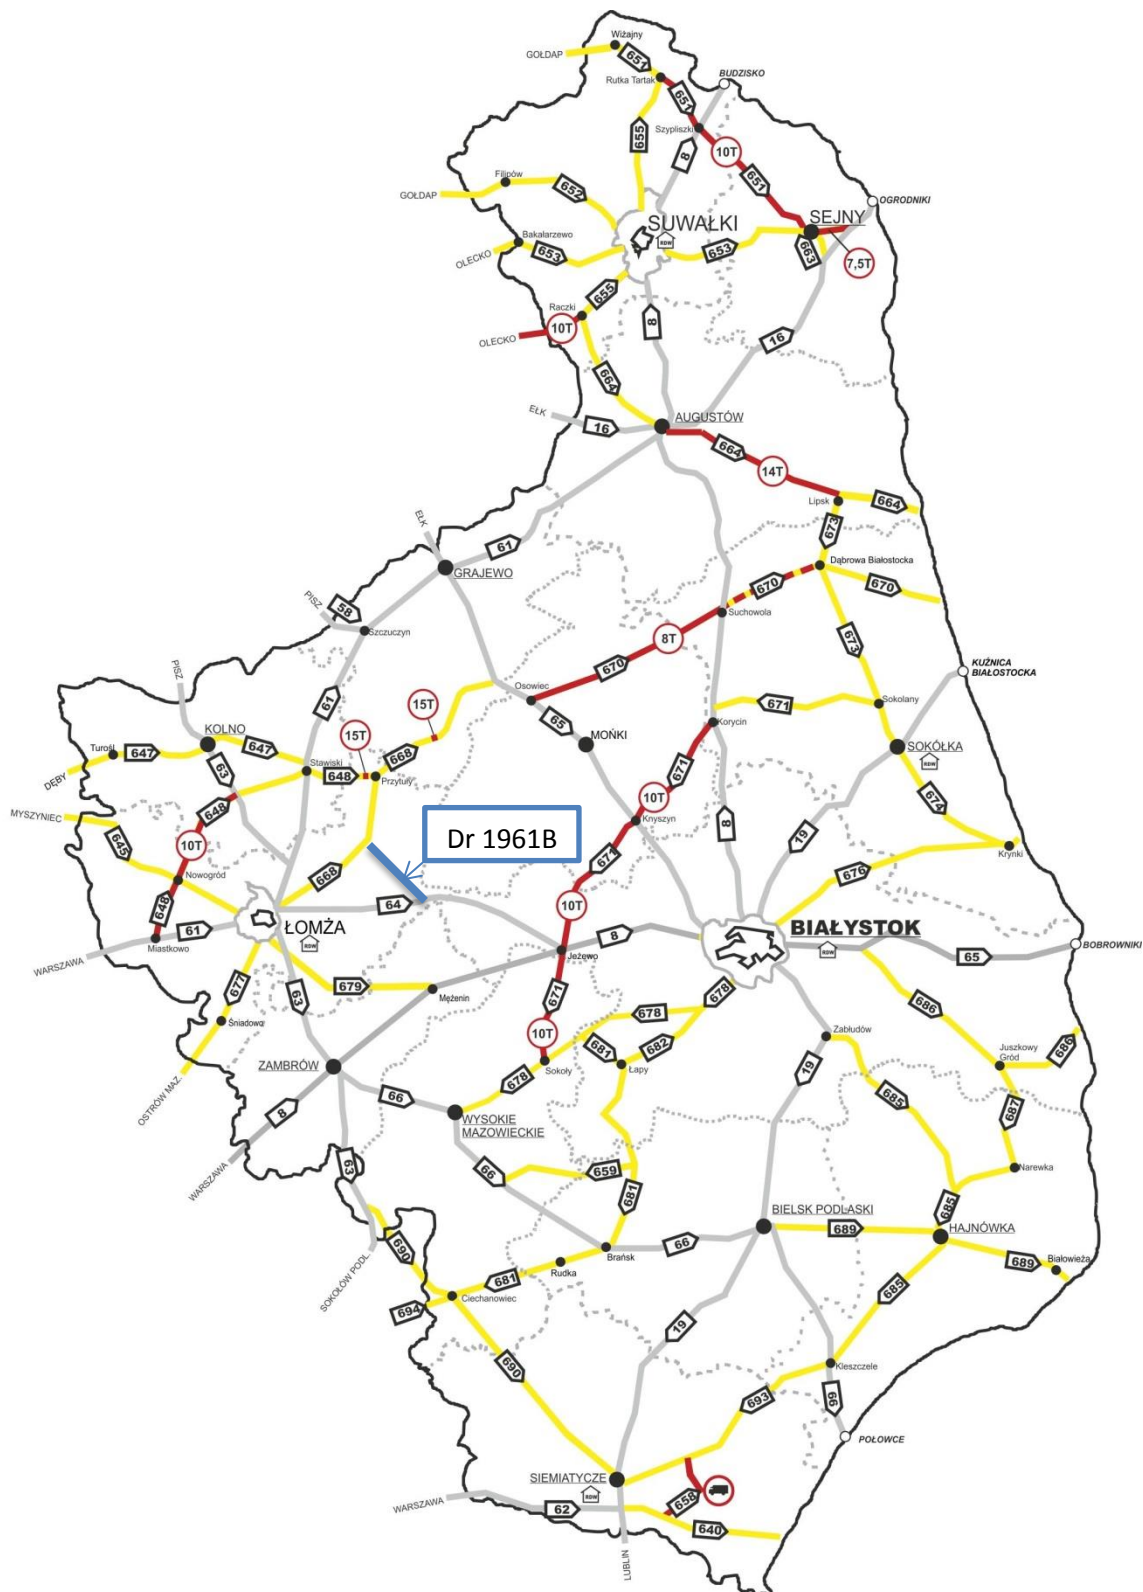 Wiżajny
GOŁDAP
651
Rutka Tartak
BUDZISKO
651
Szypliszki
655
8
10T
651
Filipów
652
GOŁDAP
OGRODNIKI
SUWAŁKI
RDW
SEJNY
Bakałarzewo
653
OLECKO
653
663
7,5T
655
Raczki
10T
OLECKO
8
16
664
EŁK
16
AUGUSTÓW
664
14T
Lipsk
664
EŁK
61
673
GRAJEWO
Dąbrowa Białostocka
670
670
PISZ
58
Szczuczyn
Suchowola
8T
673
670
PISZ
KUŹNICA
BIAŁOSTOCKA
Osowiec
61
15T
671
Sokolany
65
Korycin
KOLNO
15T
MOŃKI
SOKÓŁKA
RDW
Turośl
647
647
668
DĘBY
63
Stawiski
648
Przytuły
671
648
10T
674
MYSZYNIEC
Knyszyn
8
19
Dr 1961B
645
10T
Krynki
Nowogród
668
671
676
648
64
10T
61
ŁOMŻA
RDW
BIAŁYSTOK
RDW
Miastkowo
8
WARSZAWA
Jeżewo
65
BOBROWNIKI
677
63
679
Mężenin
671
678
686
Śniadowo
678
10T
681
682
Zabłudów
686
Juszkowy
Gród
ZAMBRÓW
678
Sokoły
Łapy
19
OSTRÓW MAZ.
8
66
WYSOKIE
MAZOWIECKIE
685
687
WARSZAWA
63
66
659
Narewka
681
685
BIELSK PODLASKI
689
HAJNÓWKA
690
Brańsk
66
689
Białowieża
SOKOŁÓW PODL.
681
Rudka
685
694
Ciechanowiec
19
690
Kleszczele
693
66
POŁOWCE
SIEMIATYCZE
RDW
WARSZAWA
62
658
640
LUBLIN